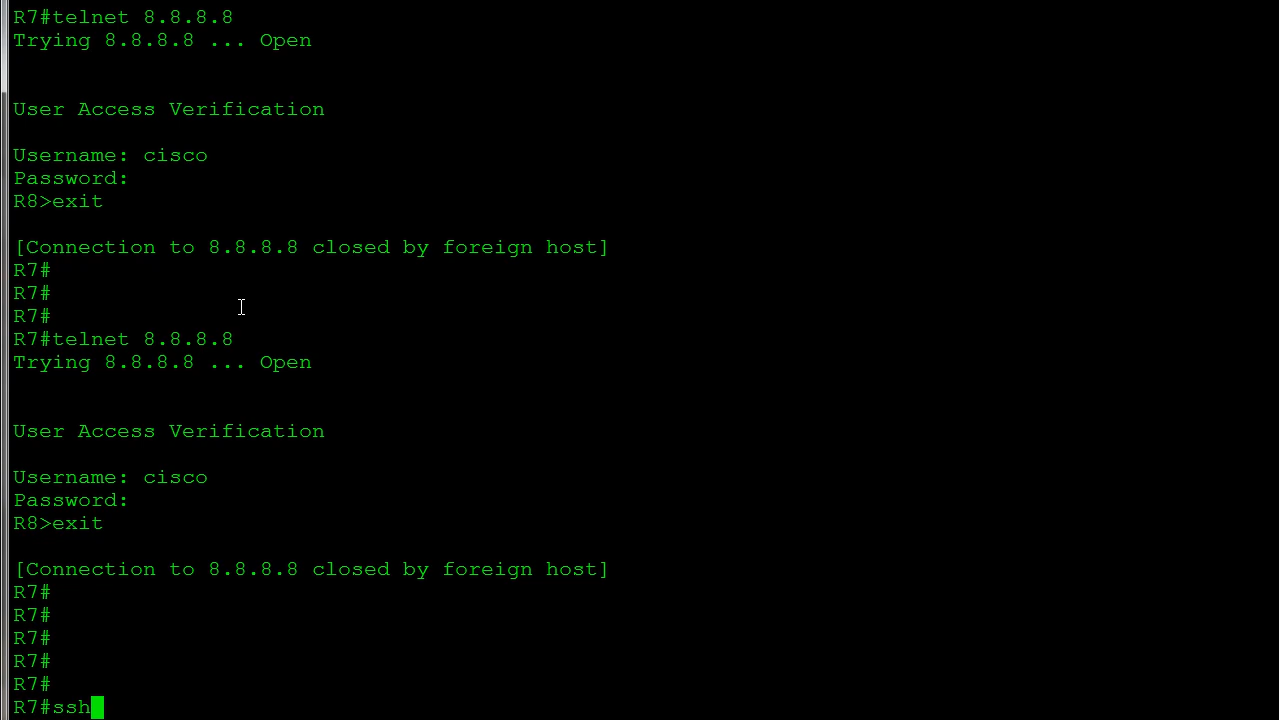 R7#telnet 8.8.8.8
Trying 8.8.8.8 ... Open
User Access Verification
Username: cisco
Password:
R8>exit
[Connection to 8.8.8.8 closed by foreign host]
R7#
R7#
R7#
R7#telnet 8.8.8.8
Trying 8.8.8.8 ... Open
User Access Verification
Username: cisco
Password:
R8>exit
[Connection to 8.8.8.8 closed by foreign host]
R7#
R7#
R7#
R7#
R7#
R7#ssh